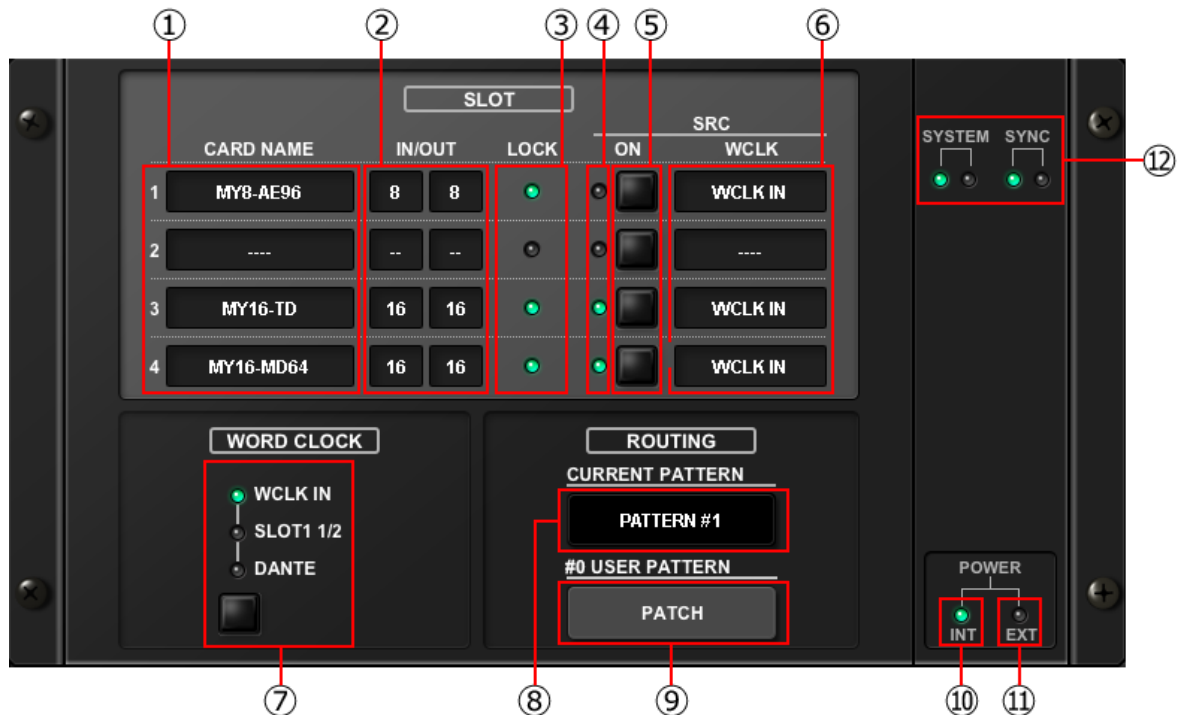 ① ② ③ ④ ⑤ ⑥
SLOT
SRC
CARD NAME IN/OUT LOCK ON WCLK
1 MY8-AE96 8 8 WCLK IN
2 ---- -- -- ----
3 MY16-TD 16 16 WCLK IN
4 MY16-MD64 16 16 WCLK IN
SYSTEM SYNC
⑫
WORD CLOCK
WCLK IN
SLOT1 1/2
DANTE
ROUTING
CURRENT PATTERN
PATTERN #1
#0 USER PATTERN
PATCH
POWER
INT EXT
⑦ ⑧ ⑨ ⑩ ⑪